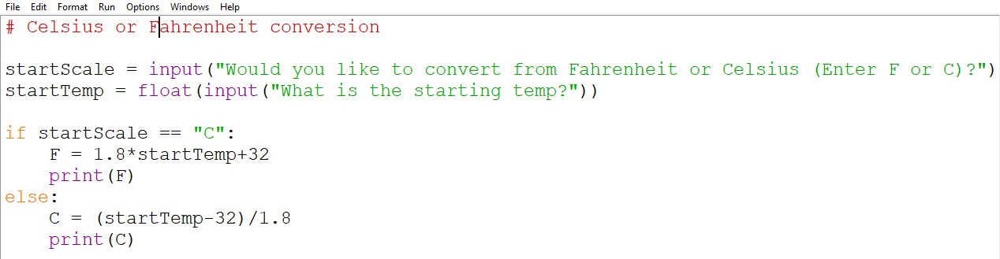 File Edit Format Run Options Windows Help
# Celsius or Fahrenheit conversion
startScale = input("Would you like to convert from Fahrenheit or Celsius (Enter F or C)?")
startTemp = float(input("What is the starting temp?"))
if startScale == "C":
    F = 1.8*startTemp+32
    print(F)
else:
    C = (startTemp-32)/1.8
    print(C)